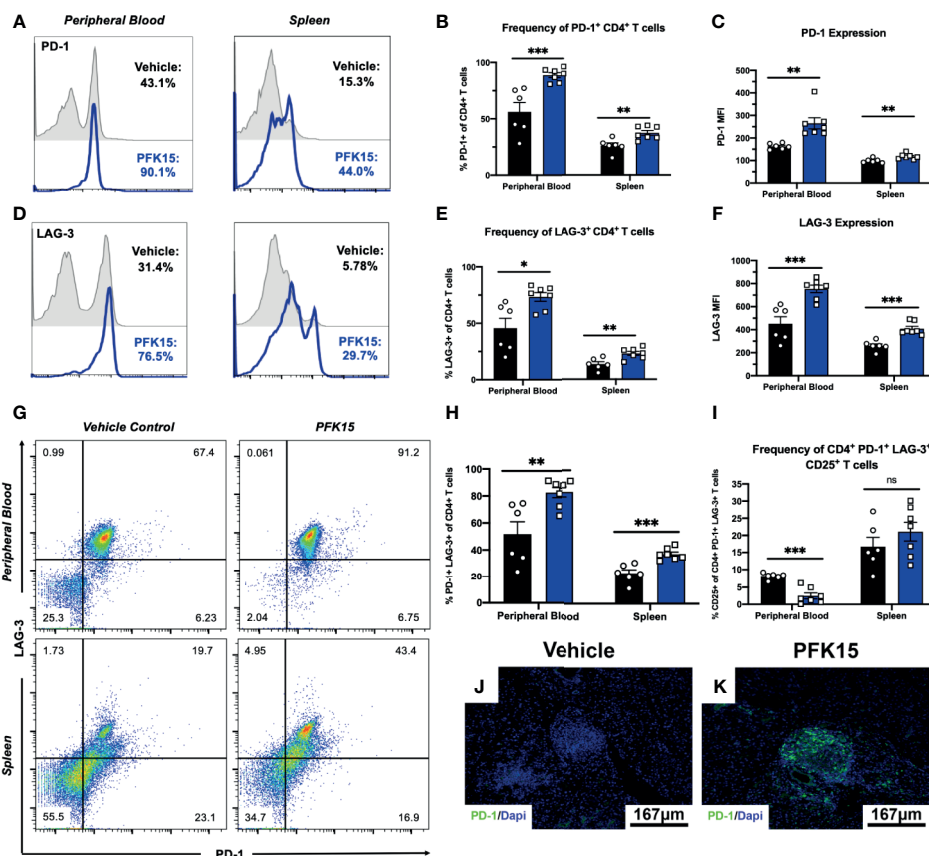 A
Peripheral Blood
Spleen
PD-1
Vehicle:
43.1%
PFK15:
90.1%
Vehicle:
15.3%
PFK15:
44.0%
B
Frequency of PD-1⁺ CD4⁺ T cells
% PD-1+ of CD4+ T cells
100
50
0
***
**
Peripheral Blood
Spleen
C
PD-1 Expression
PD-1 MFI
500
400
300
200
100
0
**
**
Peripheral Blood
Spleen
D
LAG-3
Vehicle:
31.4%
PFK15:
76.5%
Vehicle:
5.78%
PFK15:
29.7%
E
Frequency of LAG-3⁺ CD4⁺ T cells
% LAG-3+ of CD4+ T cells
100
50
0
*
**
Peripheral Blood
Spleen
F
LAG-3 Expression
LAG-3 MFI
1000
800
600
400
200
0
***
***
Peripheral Blood
Spleen
G
Vehicle Control
PFK15
Peripheral Blood
0.99
67.4
25.3
6.23
0.061
91.2
2.04
6.75
LAG-3
Spleen
1.73
19.7
55.5
23.1
4.95
43.4
34.7
16.9
PD-1
H
% PD-1+ LAG-3+ of CD4+ T cells
100
80
60
40
20
0
**
***
Peripheral Blood
Spleen
I
Frequency of CD4⁺ PD-1⁺ LAG-3⁺
CD25⁺ T cells
% CD25+ of CD4+ PD-1+ LAG-3+ T cells
35
30
25
20
15
10
5
0
***
ns
Peripheral Blood
Spleen
Vehicle
PFK15
J
PD-1/Dapi
167µm
K
PD-1/Dapi
167µm